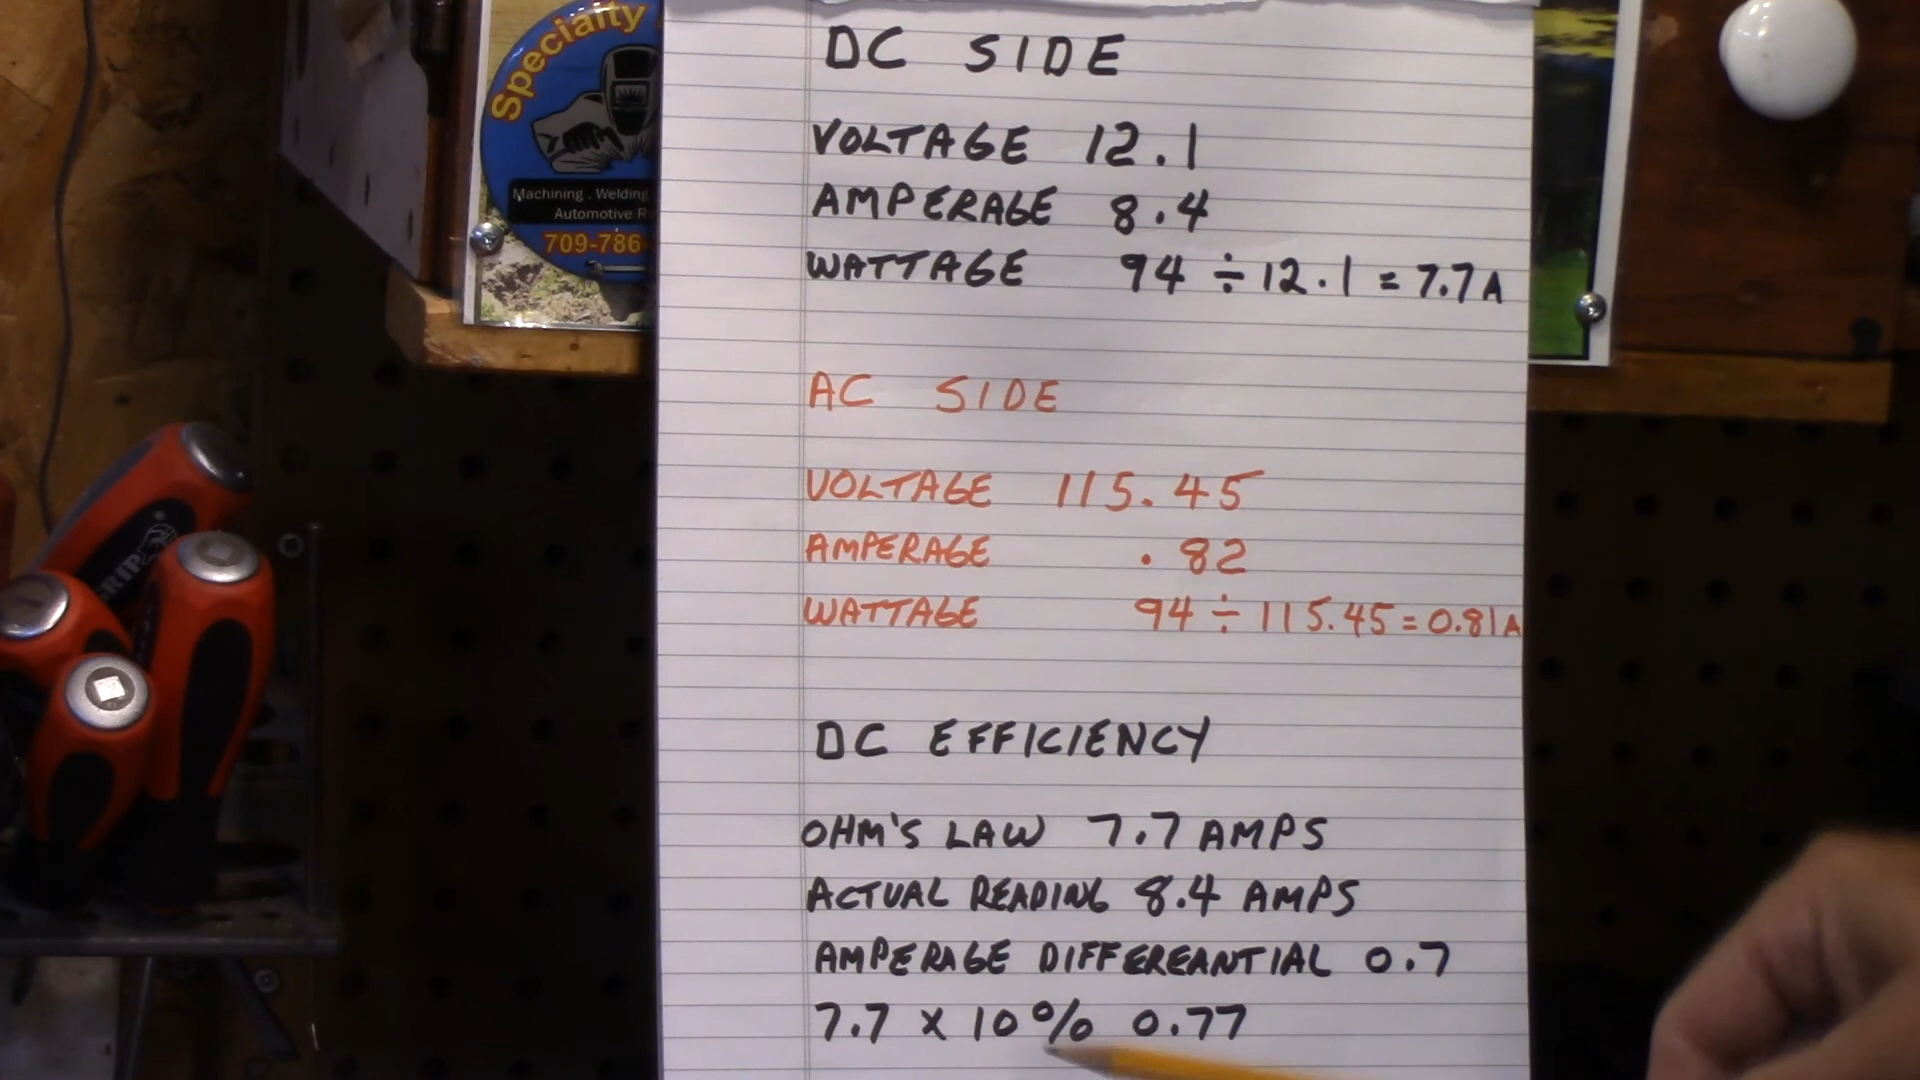 Specialty
Machining . Welding
Automotive R
709-786-
DC SIDE
VOLTAGE 12.1
AMPERAGE 8.4
WATTAGE 94 ÷ 12.1 = 7.7A
AC SIDE
VOLTAGE 115.45
AMPERAGE .82
WATTAGE 94 ÷ 115.45 = 0.81A
DC EFFICIENCY
OHM'S LAW 7.7 AMPS
ACTUAL READING 8.4 AMPS
AMPERAGE DIFFEREANTIAL 0.7
7.7 x 10% 0.77
GRIP